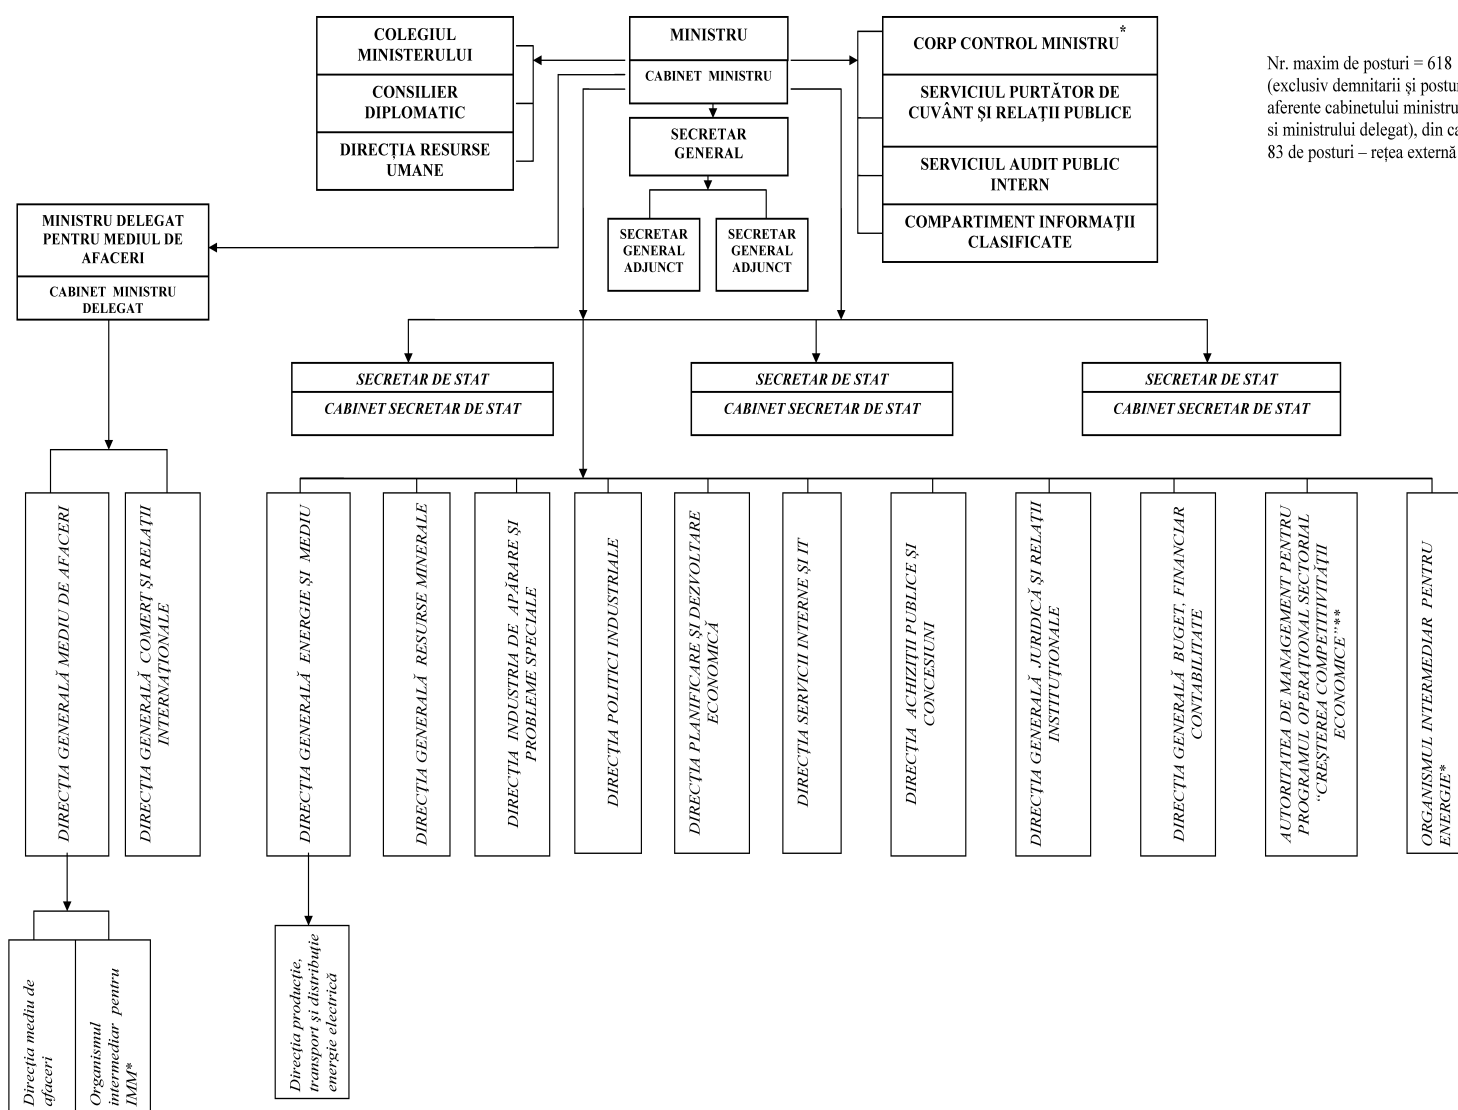 COLEGIUL
MINISTERULUI
CONSILIER
DIPLOMATIC
DIRECȚIA RESURSE
UMANE
MINISTRU
CABINET MINISTRU
SECRETAR
GENERAL
SECRETAR
GENERAL
ADJUNCT
SECRETAR
GENERAL
ADJUNCT
CORP CONTROL MINISTRU*
SERVICIUL PURTĂTOR DE
CUVÂNT ȘI RELAȚII PUBLICE
SERVICIUL AUDIT PUBLIC
INTERN
COMPARTIMENT INFORMAȚII
CLASIFICATE
Nr. maxim de posturi = 618
(exclusiv demnitarii și
aferente cabinetului
si ministrului delegat), din
83 de posturi – rețea externă
MINISTRU DELEGAT
PENTRU MEDIUL DE
AFACERI
CABINET MINISTRU
DELEGAT
SECRETAR DE STAT
CABINET SECRETAR DE STAT
SECRETAR DE STAT
CABINET SECRETAR DE STAT
SECRETAR DE STAT
CABINET SECRETAR DE STAT
DIRECȚIA GENERALĂ MEDIU DE AFACERI
DIRECȚIA GENERALĂ COMERȚ ȘI RELAȚII
INTERNAȚIONALE
DIRECȚIA GENERALĂ ENERGIE ȘI MEDIU
DIRECȚIA GENERALĂ RESURSE MINERALE
DIRECȚIA INDUSTRIA DE APĂRARE ȘI
PROBLEME SPECIALE
DIRECȚIA POLITICI INDUSTRIALE
DIRECȚIA PLANIFICARE ȘI DEZVOLTARE
ECONOMICĂ
DIRECȚIA SERVICII INTERNE ȘI IT
DIRECȚIA ACHIZIȚII PUBLICE ȘI
CONCESIUNI
DIRECȚIA GENERALĂ JURIDICĂ ȘI RELAȚII
INSTITUȚIONALE
DIRECȚIA GENERALĂ BUGET, FINANCIAR
CONTABILITATE
AUTORITATEA DE MANAGEMENT PENTRU
PROGRAMUL OPERAȚIONAL SECTORIAL
“CREȘTEREA COMPETITIVITĂȚII
ECONOMICE”**
ORGANISMUL INTERMEDIAR PENTRU
ENERGIE*
Direcția mediu de
afaceri
Organismul
intermediar pentru
IMM*
Direcția producție,
transport și distribuție
energie electrică